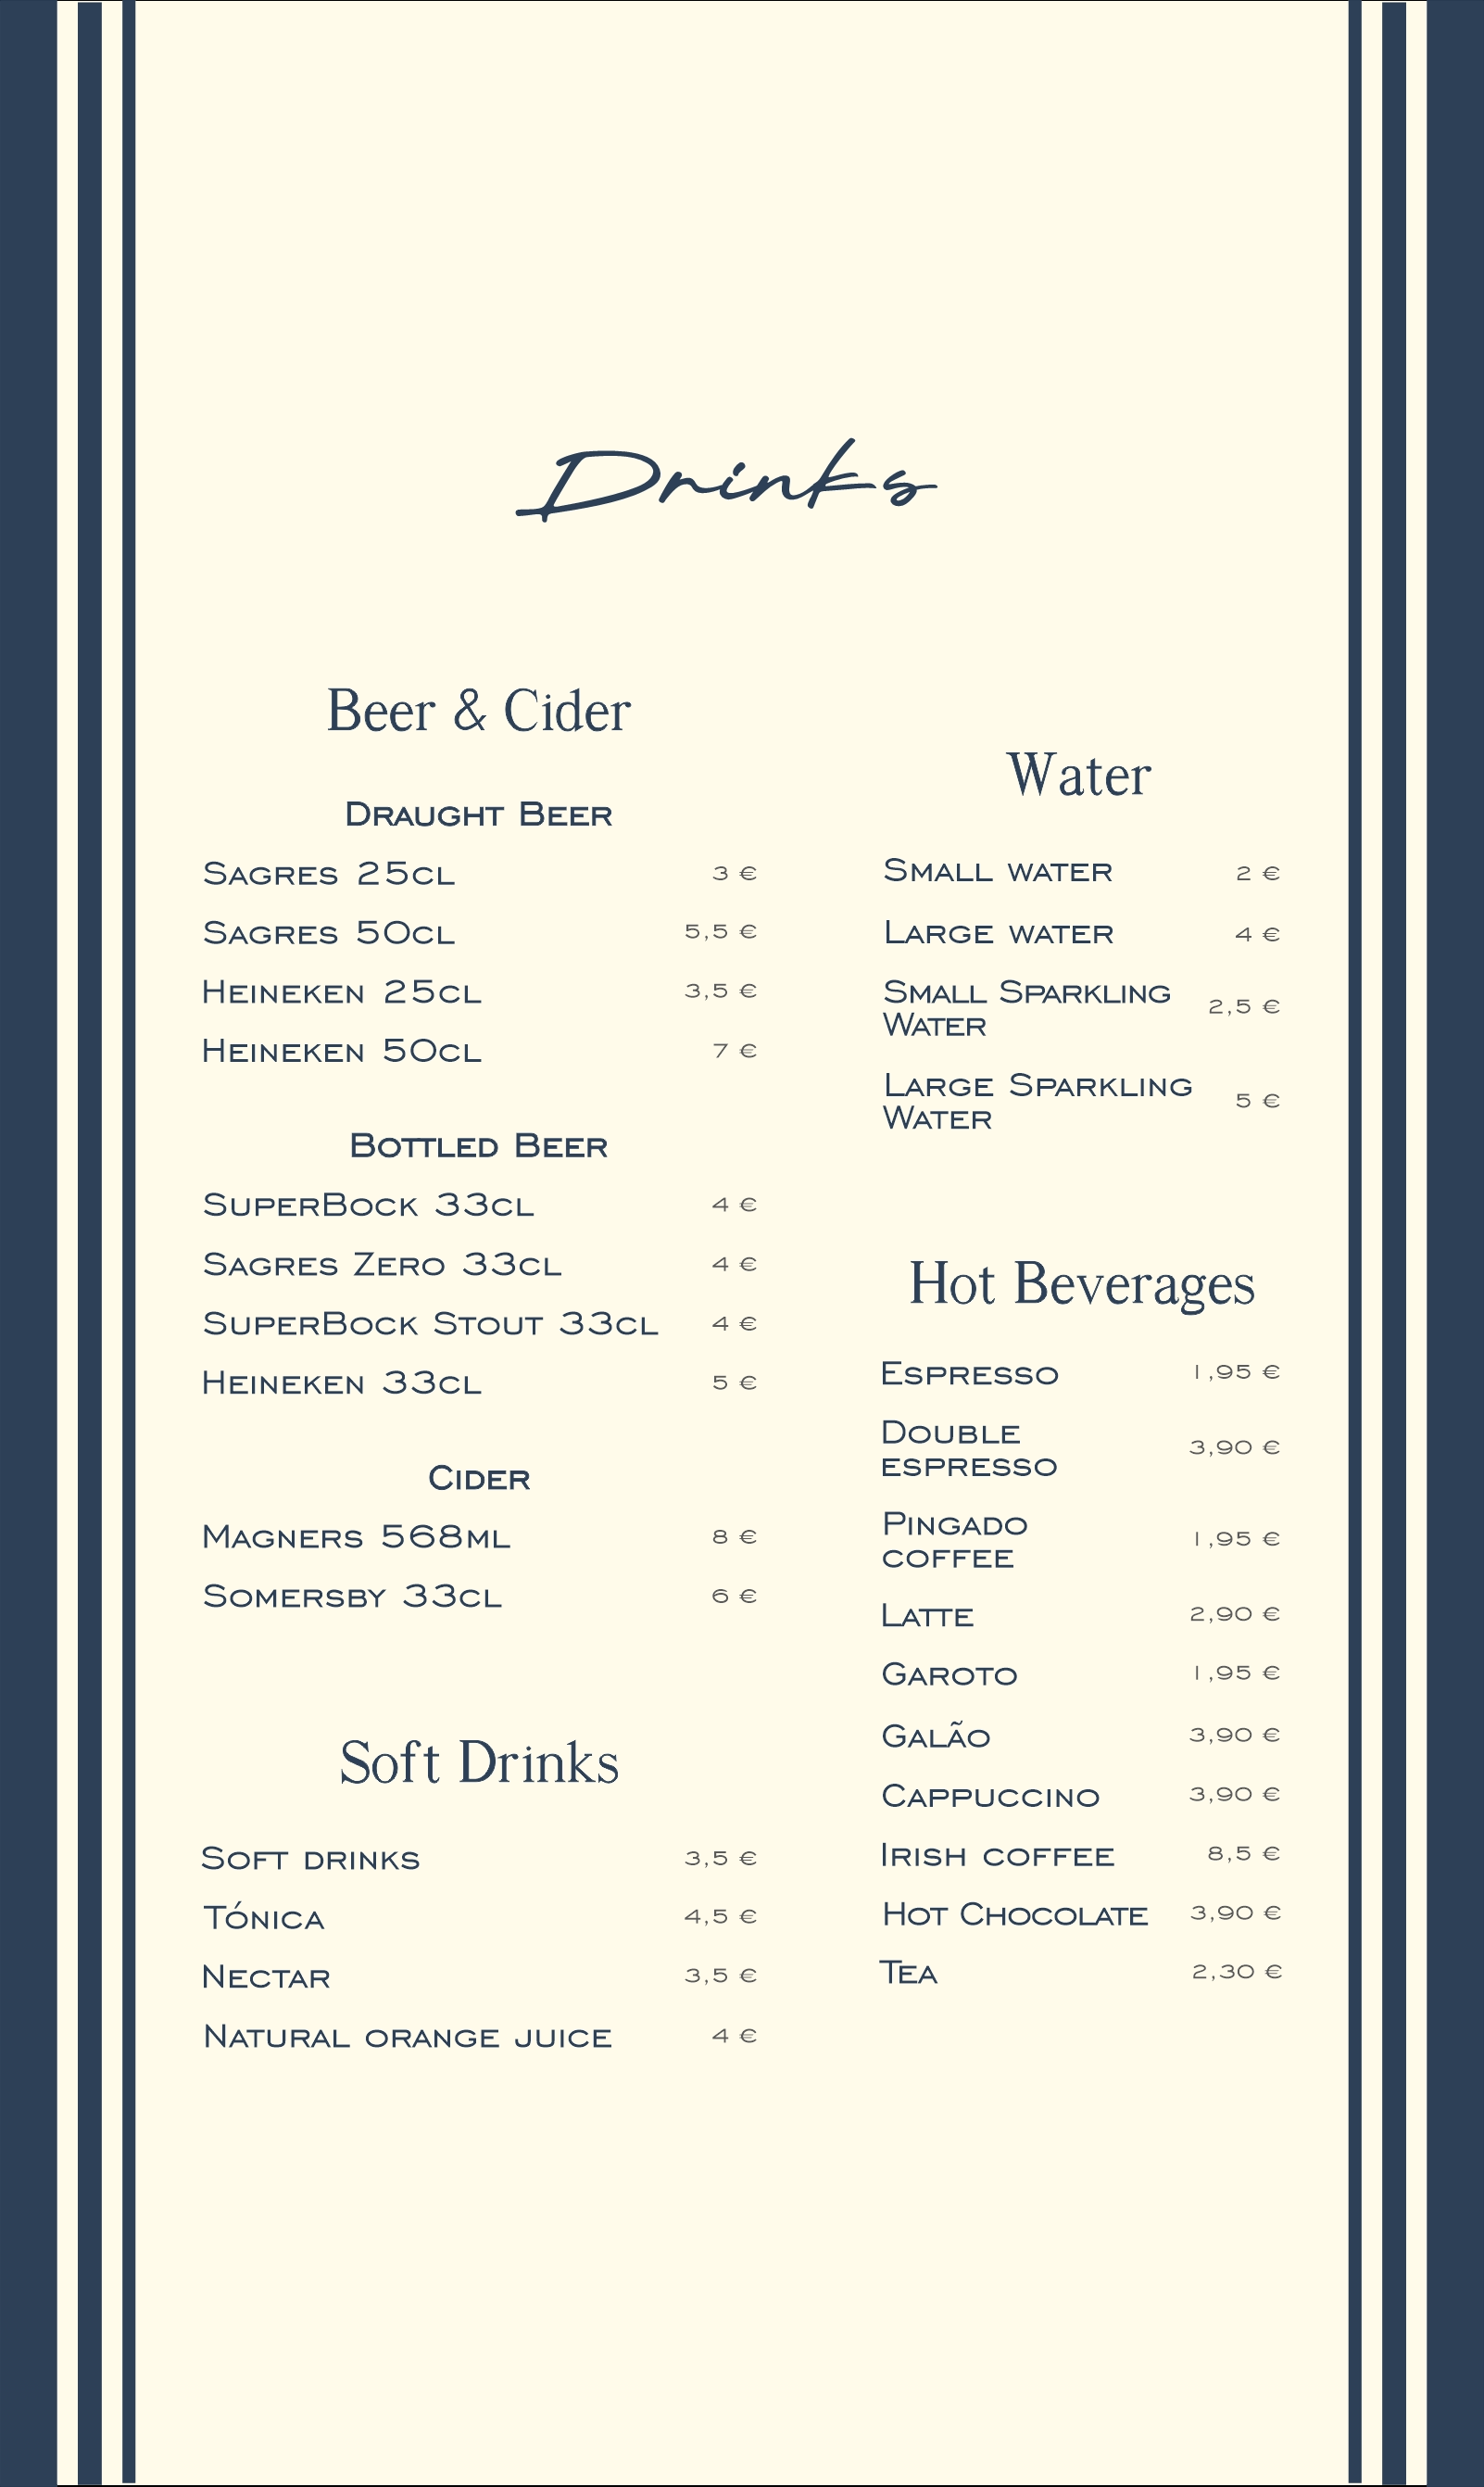 Drinks
Beer & Cider
Draught Beer
Sagres 25cl 3 €
Sagres 50cl 5,5 €
Heineken 25cl 3,5 €
Heineken 50cl 7 €
Bottled Beer
SuperBock 33cl 4 €
Sagres Zero 33cl 4 €
SuperBock Stout 33cl 4 €
Heineken 33cl 5 €
Cider
Magners 568ml 8 €
Somersby 33cl 6 €
Soft Drinks
Soft drinks 3,5 €
Tónica 4,5 €
Nectar 3,5 €
Natural orange juice 4 €
Water
Small water 2 €
Large water 4 €
Small Sparkling
Water 2,5 €
Large Sparkling
Water 5 €
Hot Beverages
Espresso 1,95 €
Double
espresso 3,90 €
Pingado
coffee 1,95 €
Latte 2,90 €
Garoto 1,95 €
Galão 3,90 €
Cappuccino 3,90 €
Irish coffee 8,5 €
Hot Chocolate 3,90 €
Tea 2,30 €